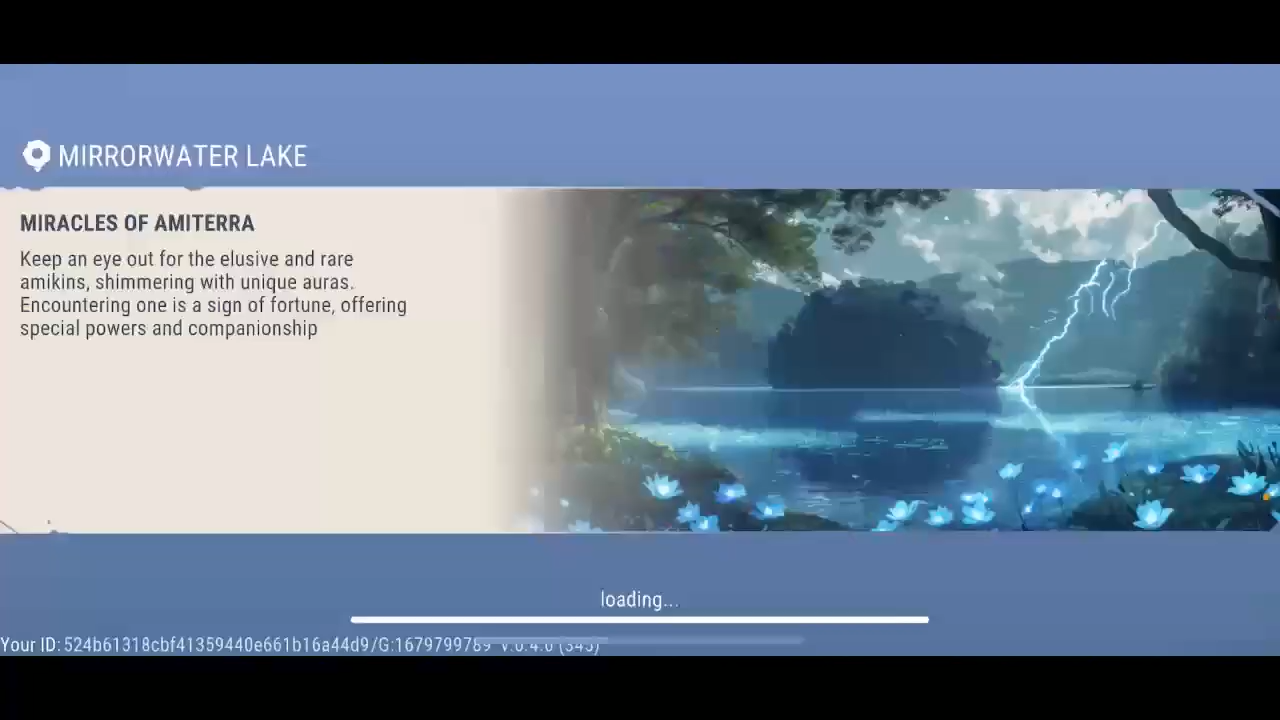 MIRRORWATER LAKE
MIRACLES OF AMITERRA
Keep an eye out for the elusive and rare
amikins, shimmering with unique auras.
Encountering one is a sign of fortune, offering
special powers and companionship
loading...
Your ID: 524b61318cbf41359440e661b16a44d9/G:1679799789